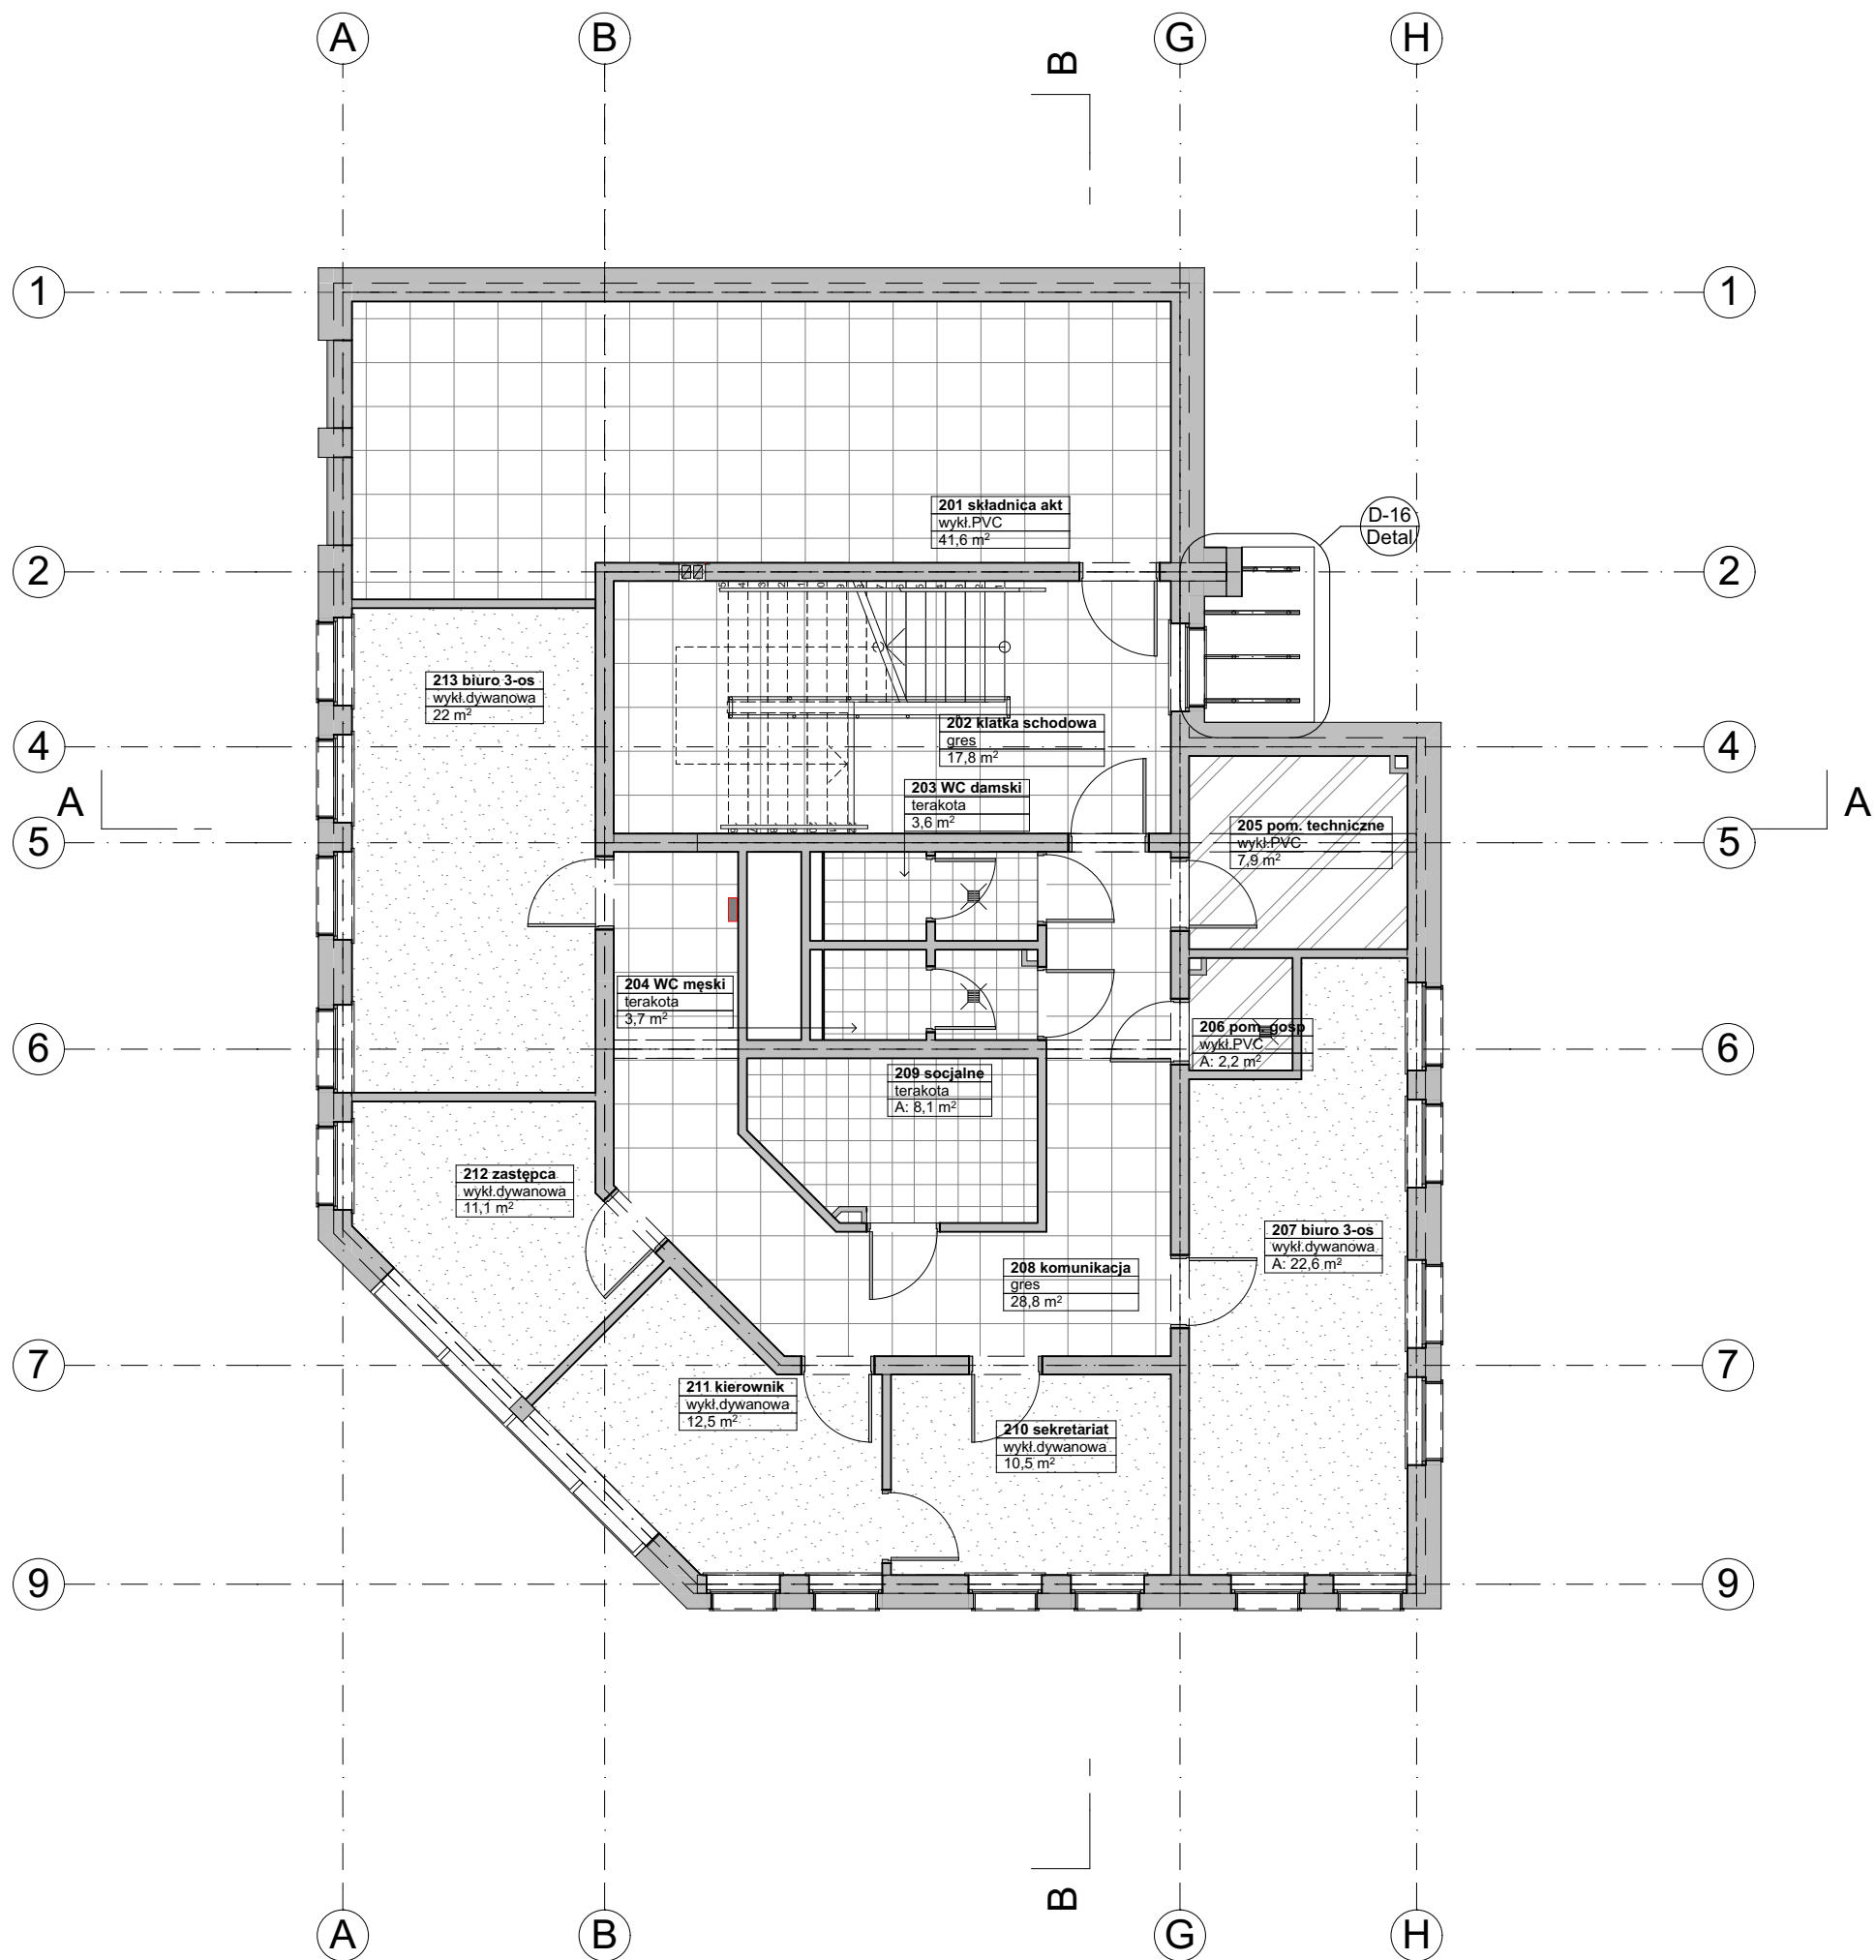 A
B
G
H
B
1
1
201 składnica akt
wykł.PVC
41,6 m²
D-16
Detal
2
2
213 biuro 3-os
wykł.dywanowa
22 m²
202 klatka schodowa
gres
17,8 m²
4
4
A
A
203 WC damski
terakota
3,6 m²
205 pom. techniczne
wykł.PVC
7,9 m²
5
5
204 WC męski
terakota
3,7 m²
206 pom. gosp
wykł.PVC
A: 2,2 m²
6
6
209 socjalne
terakota
A: 8,1 m²
212 zastępca
wykł.dywanowa
11,1 m²
207 biuro 3-os
wykł.dywanowa
A: 22,6 m²
208 komunikacja
gres
28,8 m²
7
7
211 kierownik
wykł.dywanowa
12,5 m²
210 sekretariat
wykł.dywanowa
10,5 m²
9
9
B
A
B
G
H